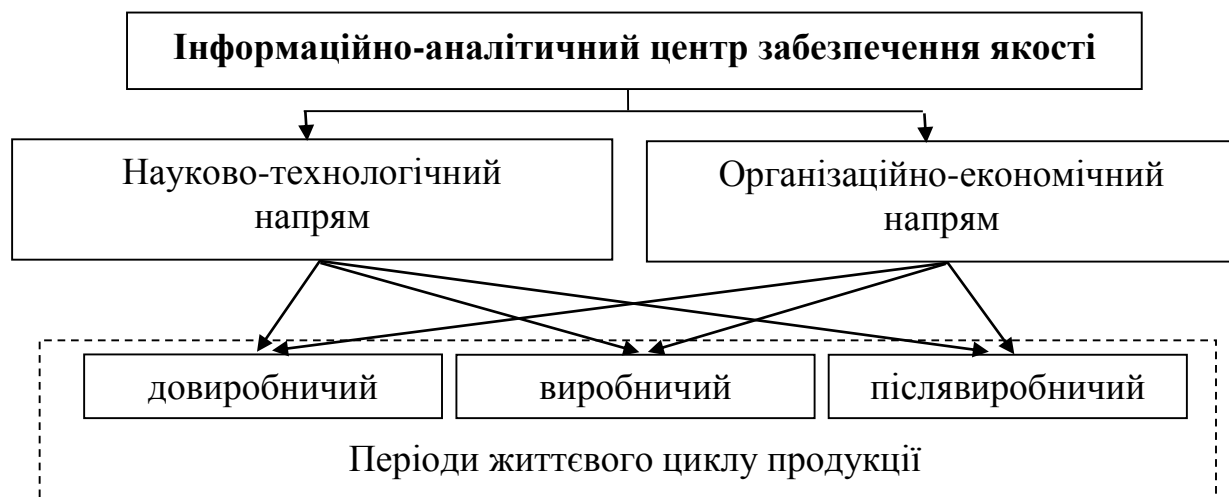 Інформаційно-аналітичний центр забезпечення якості
Науково-технологічний
напрям
Організаційно-економічний
напрям
довиробничий
виробничий
післявиробничий
Періоди життєвого циклу продукції